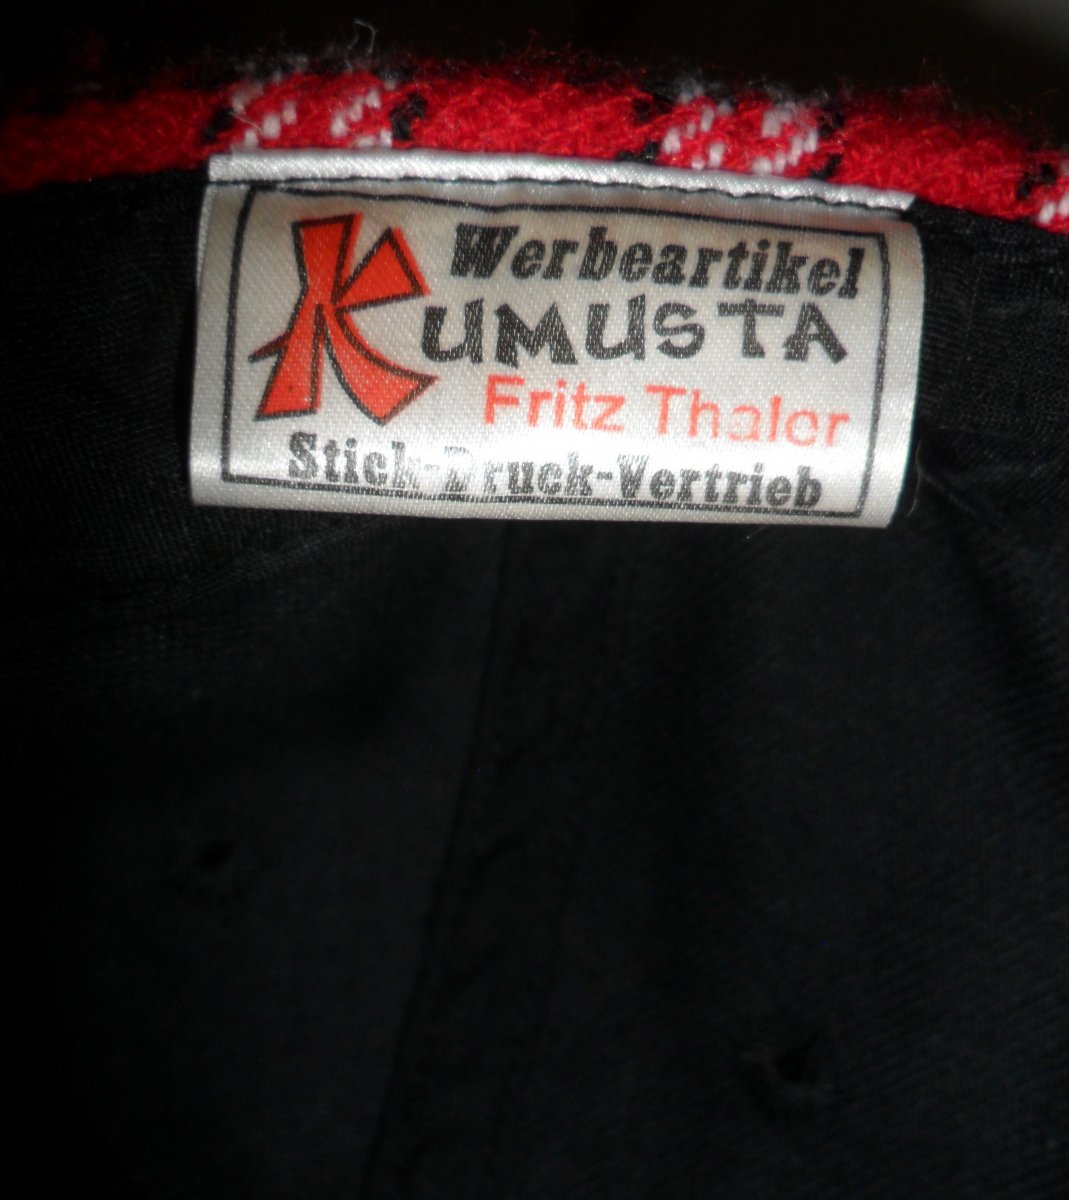 Werbeartikel
KUMUSTA
Fritz Thaler
Stick-Druck-Vertrieb